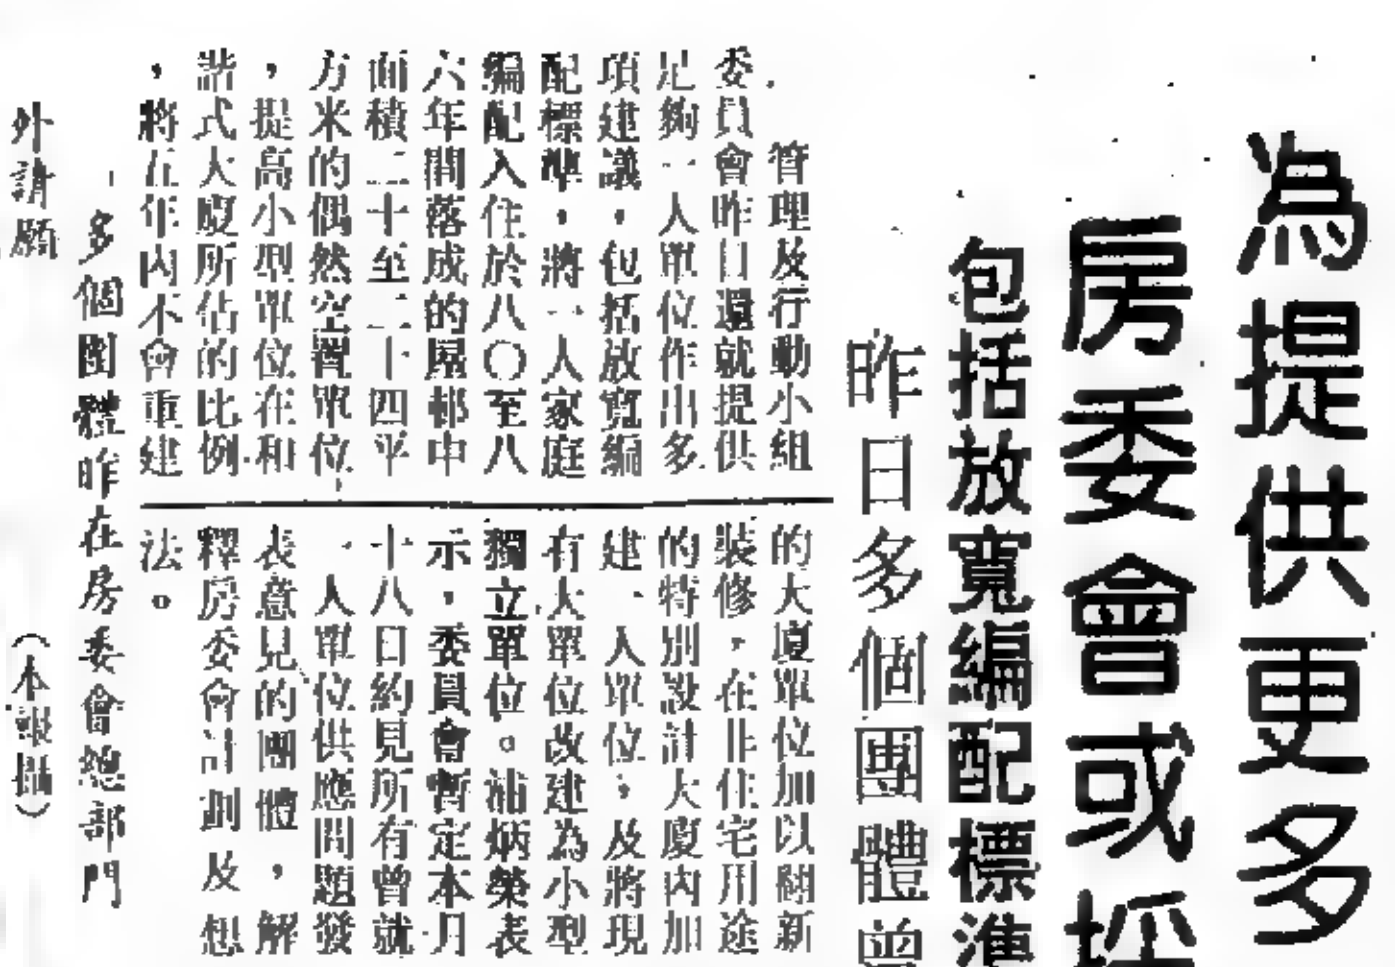 為提供更多
房委會或採
包括放寬編配標準
昨日多個團體曾
管理及行動小組
委員會昨日還就提供
足夠一人單位作出多
項建議，包括放寬編
配標準，將一人家庭
編配入住於八〇至八
六年間落成的屋邨中
面積二十至二十四平
方米的偶然空置單位
，提高小型單位在和
諧式大廈所佔的比例
，將五年內不會重建
的大廈單位加以翻新
裝修，在非住宅用途
的特別設計大廈內加
建一人單位，及將現
有大單位改建為小型
獨立單位。浦炳榮表
示，委員會暫定本月
十八日約見所有曾就
一人單位供應問題發
表意見的團體，解
釋房委會計劃及想
法。
多個團體昨在房委會總部門
外請願　（本報攝）